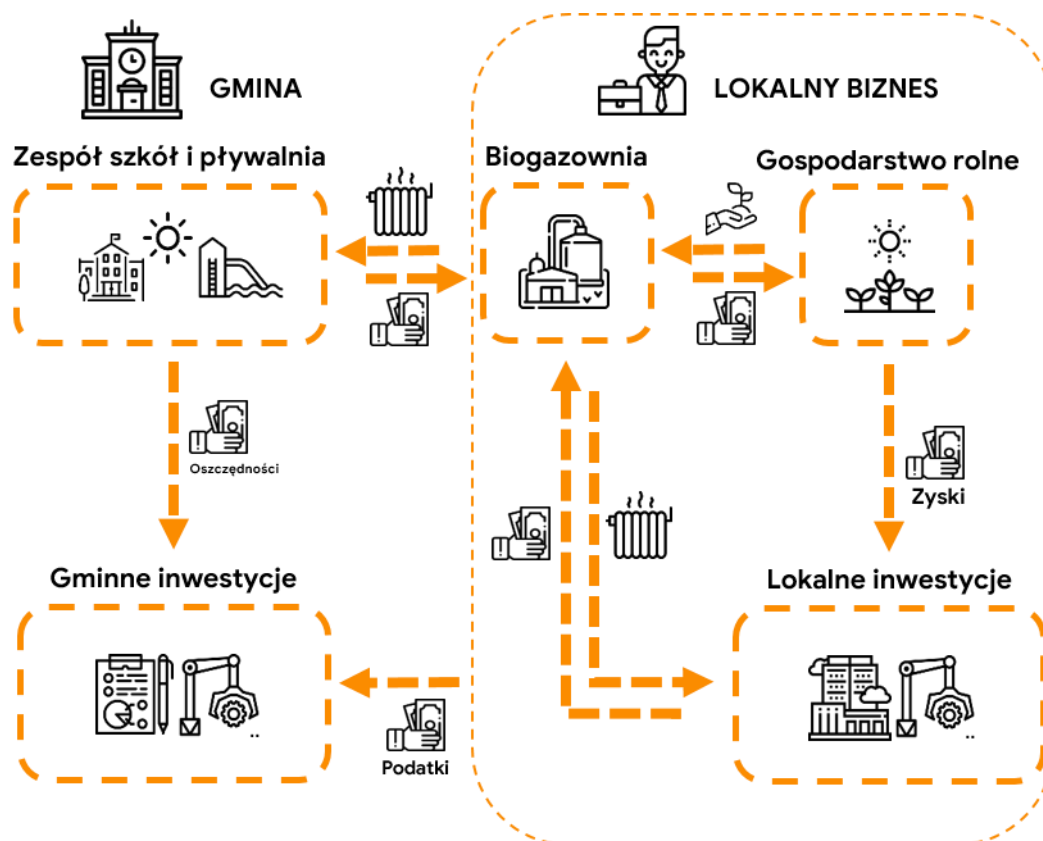 GMINA
LOKALNY BIZNES
Zespół szkół i pływalnia
Biogazownia
Gospodarstwo rolne
Oszczędności
Zyski
Gminne inwestycje
Lokalne inwestycje
..
..
Podatki